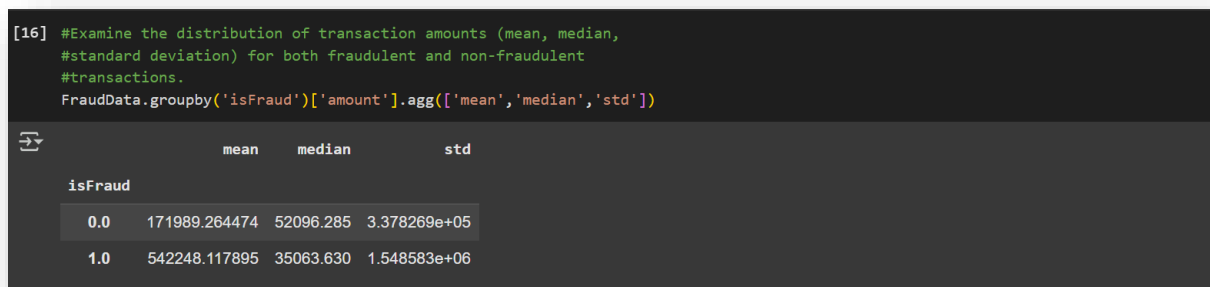 [16] #Examine the distribution of transaction amounts (mean, median,
#standard deviation) for both fraudulent and non-fraudulent
#transactions.
FraudData.groupby('isFraud')['amount'].agg(['mean','median','std'])
mean median std
isFraud
0.0 171989.264474 52096.285 3.378269e+05
1.0 542248.117895 35063.630 1.548583e+06